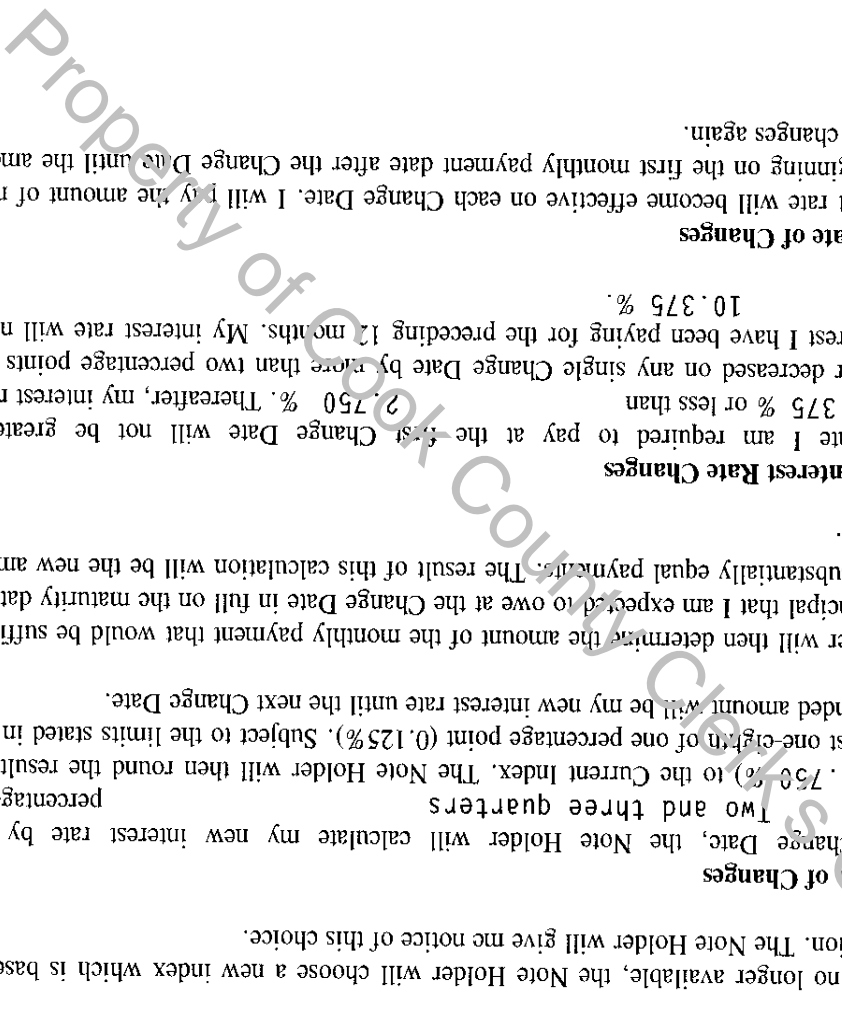 no longer available, the Note Holder will choose a new index which is base
ion. The Note Holder will give me notice of this choice.
of Changes
Change Date, the Note Holder will calculate my new interest rate by
Two and three quarters percentag
.750 %) to the Current Index. The Note Holder will then round the result
st one-eighth of one percentage point (0.125%). Subject to the limits stated in
nded amount will be my new interest rate until the next Change Date.
er will then determine the amount of the monthly payment that would be suffi
ncipal that I am expected to owe at the Change Date in full on the maturity dat
ubstantially equal payments. The result of this calculation will be the new am
.
nterest Rate Changes
te I am required to pay at the first Change Date will not be greate
375 % or less than 2.750 %. Thereafter, my interest r
r decreased on any single Change Date by more than two percentage points
rest I have been paying for the preceding 12 months. My interest rate will n
10.375 %.
ate of Changes
t rate will become effective on each Change Date. I will pay the amount of r
ginning on the first monthly payment date after the Change Date until the am
changes again.
Property of Cook County Clerk's